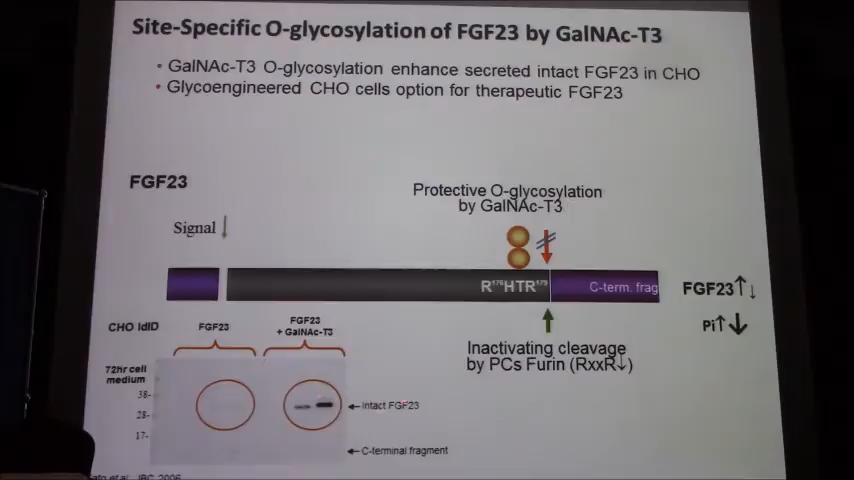 Site-Specific O-glycosylation of FGF23 by GalNAc-T3
• GalNAc-T3 O-glycosylation enhance secreted intact FGF23 in CHO
• Glycoengineered CHO cells option for therapeutic FGF23
FGF23
Protective O-glycosylation
by GalNAc-T3
Signal ↓
R¹⁷⁶HTR¹⁷⁹
C-term. frag
FGF23↑↓
Pi↑↓
CHO ldlD
FGF23
FGF23
+ GalNAc-T3
Inactivating cleavage
by PCs Furin (RxxR↓)
72hr cell
medium
38-
28-
17-
←Intact FGF23
←C-terminal fragment
et al., JBC 2006